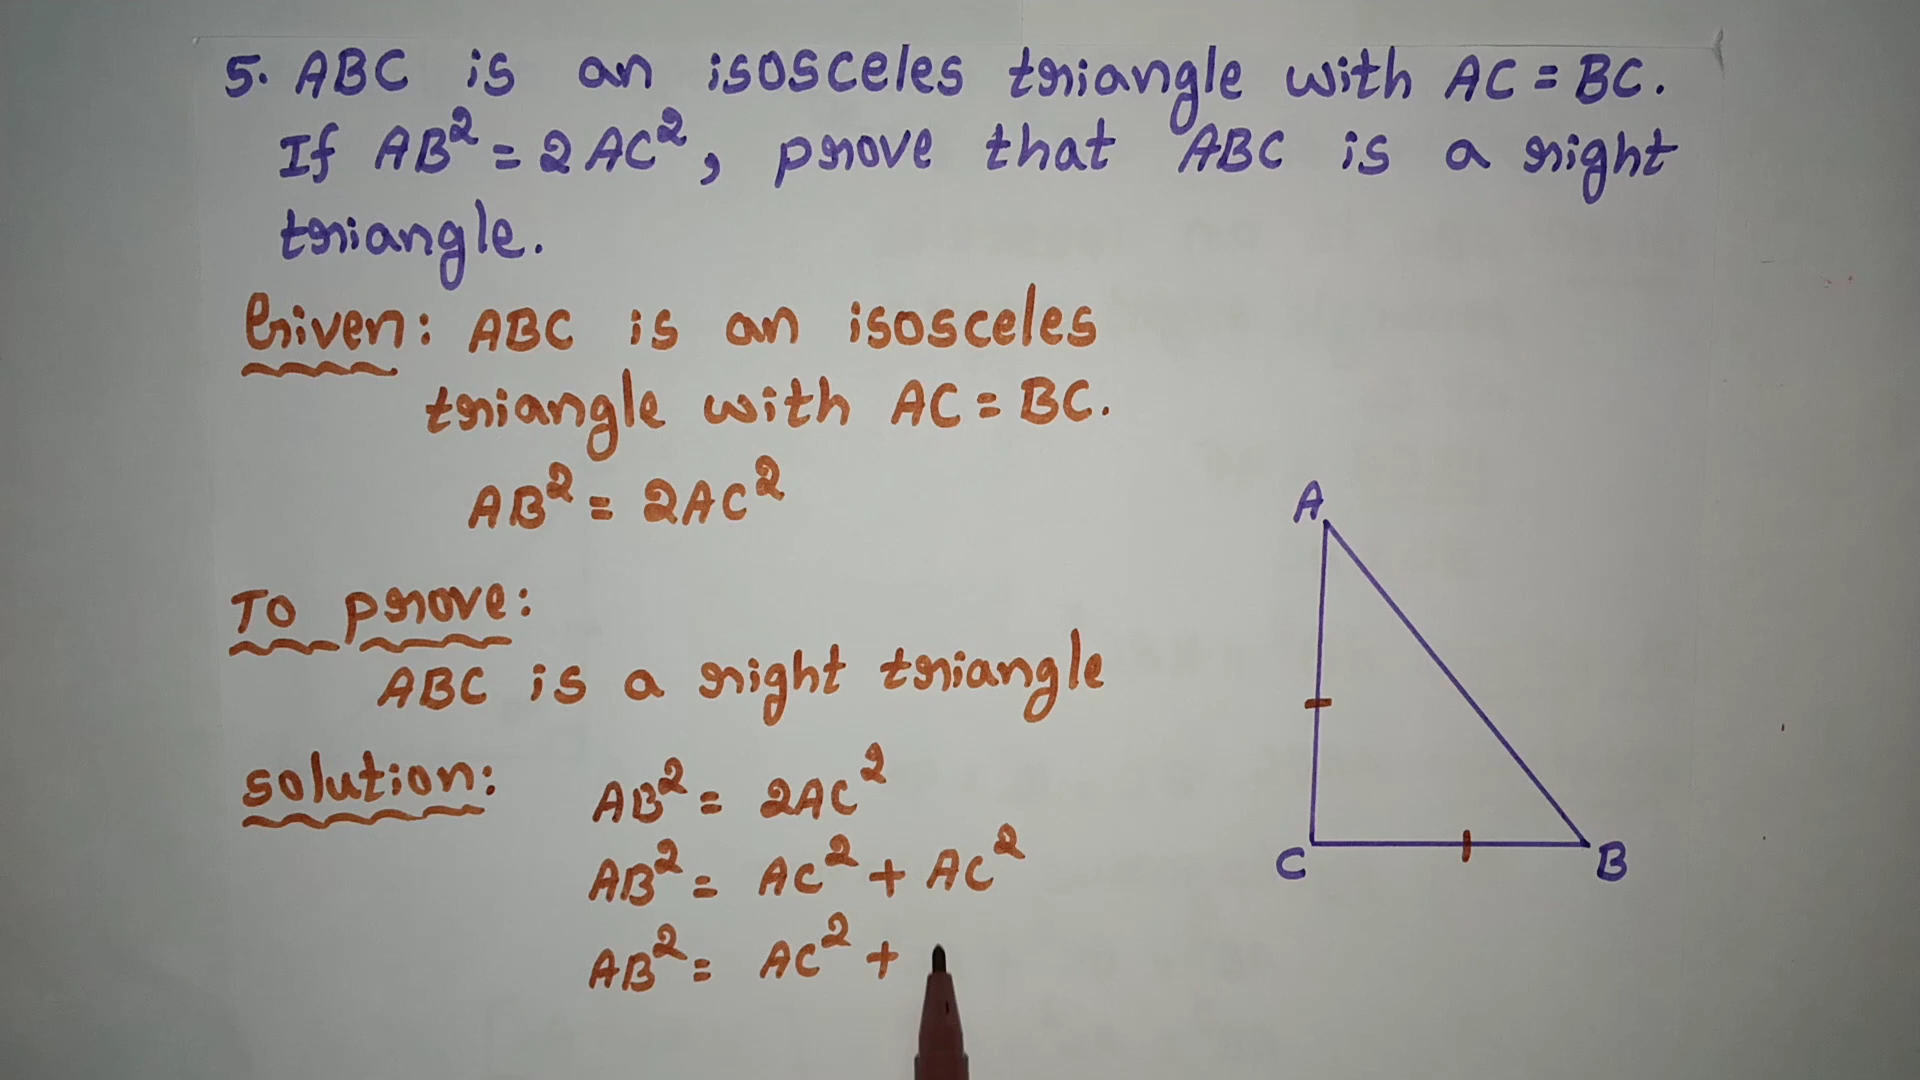 5. ABC is an isosceles triangle with AC = BC.
If AB² = 2AC², prove that ABC is a right
triangle.
Given: ABC is an isosceles
triangle with AC = BC.
AB² = 2AC²
To prove:
ABC is a right triangle
solution: AB² = 2AC²
AB² = AC² + AC²
AB² = AC² +
A
C
B